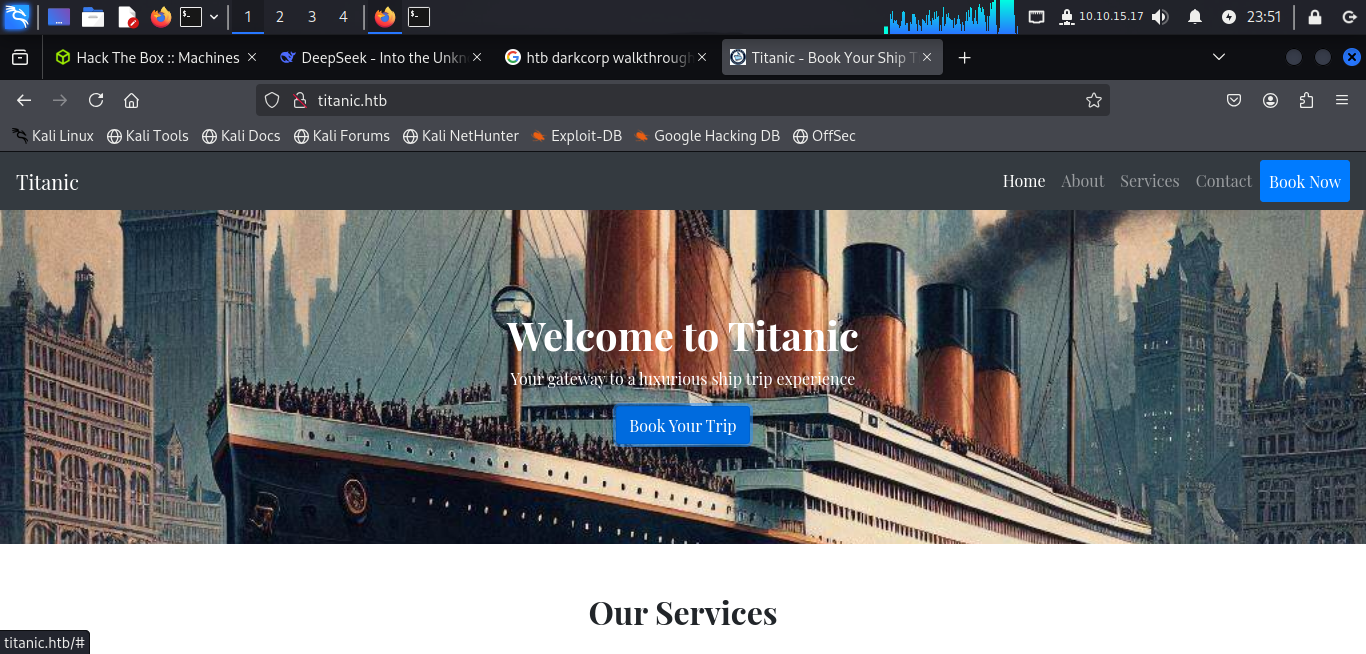 1 2 3 4 10.10.15.17 23:51
Hack The Box :: Machines DeepSeek - Into the Unkn htb darkcorp walkthrough Titanic - Book Your Ship T
titanic.htb
Kali Linux Kali Tools Kali Docs Kali Forums Kali NetHunter Exploit-DB Google Hacking DB OffSec
Titanic Home About Services Contact Book Now
Welcome to Titanic
Your gateway to a luxurious ship trip experience
Book Your Trip
Our Services
titanic.htb/#